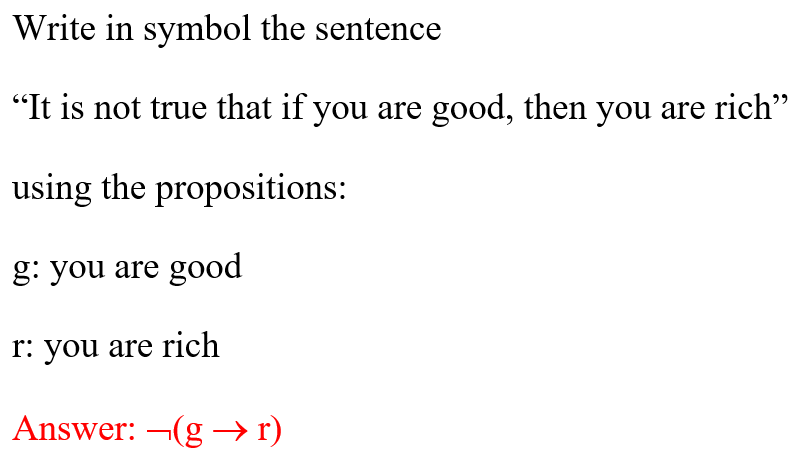 Write in symbol the sentence
“It is not true that if you are good, then you are rich”
using the propositions:
g: you are good
r: you are rich
Answer: ¬(g → r)